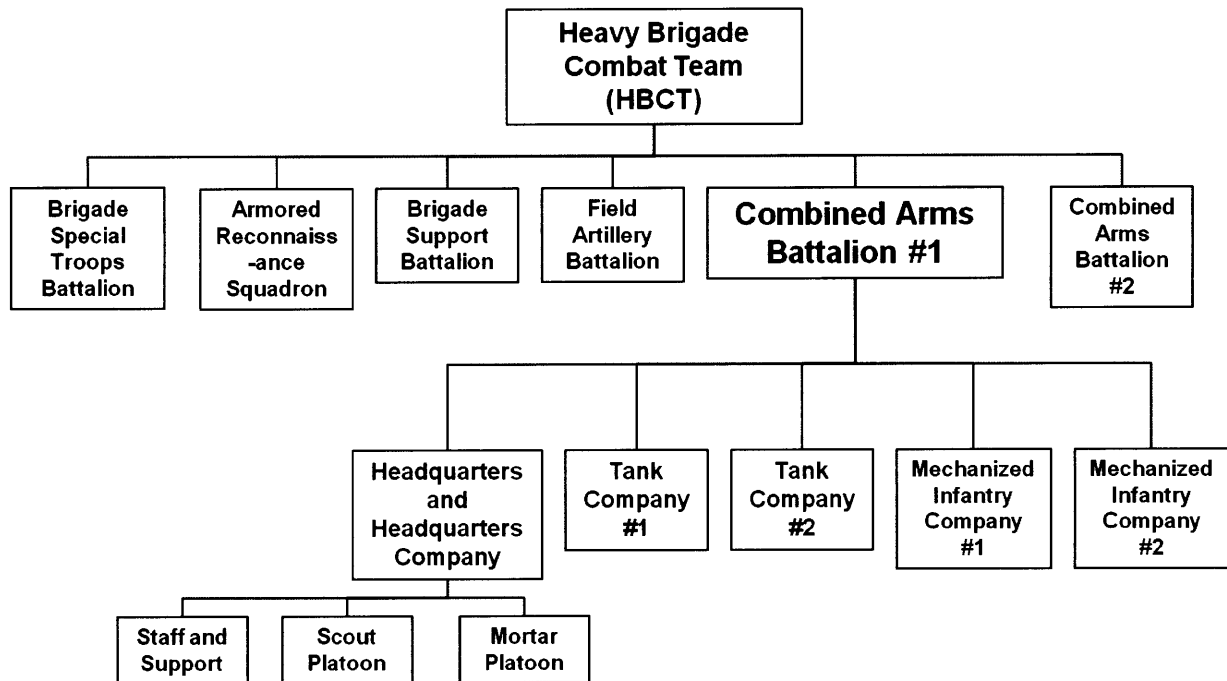 Heavy Brigade
Combat Team
(HBCT)
Brigade
Special
Troops
Battalion
Armored
Reconnaiss
-ance
Squadron
Brigade
Support
Battalion
Field
Artillery
Battalion
Combined Arms
Battalion #1
Combined
Arms
Battalion
#2
Headquarters
and
Headquarters
Company
Tank
Company
#1
Tank
Company
#2
Mechanized
Infantry
Company
#1
Mechanized
Infantry
Company
#2
Staff and
Support
Scout
Platoon
Mortar
Platoon